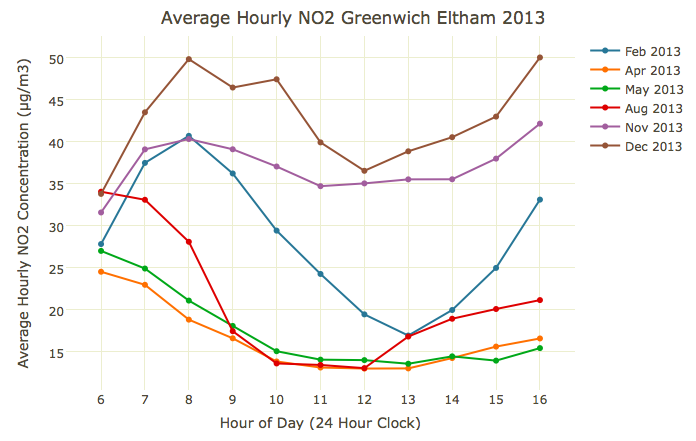 Average Hourly NO2 Greenwich Eltham 2013
Average Hourly NO2 Concentration (µg/m3)
50
45
40
35
30
25
20
15
6 7 8 9 10 11 12 13 14 15 16
Hour of Day (24 Hour Clock)
Feb 2013
Apr 2013
May 2013
Aug 2013
Nov 2013
Dec 2013